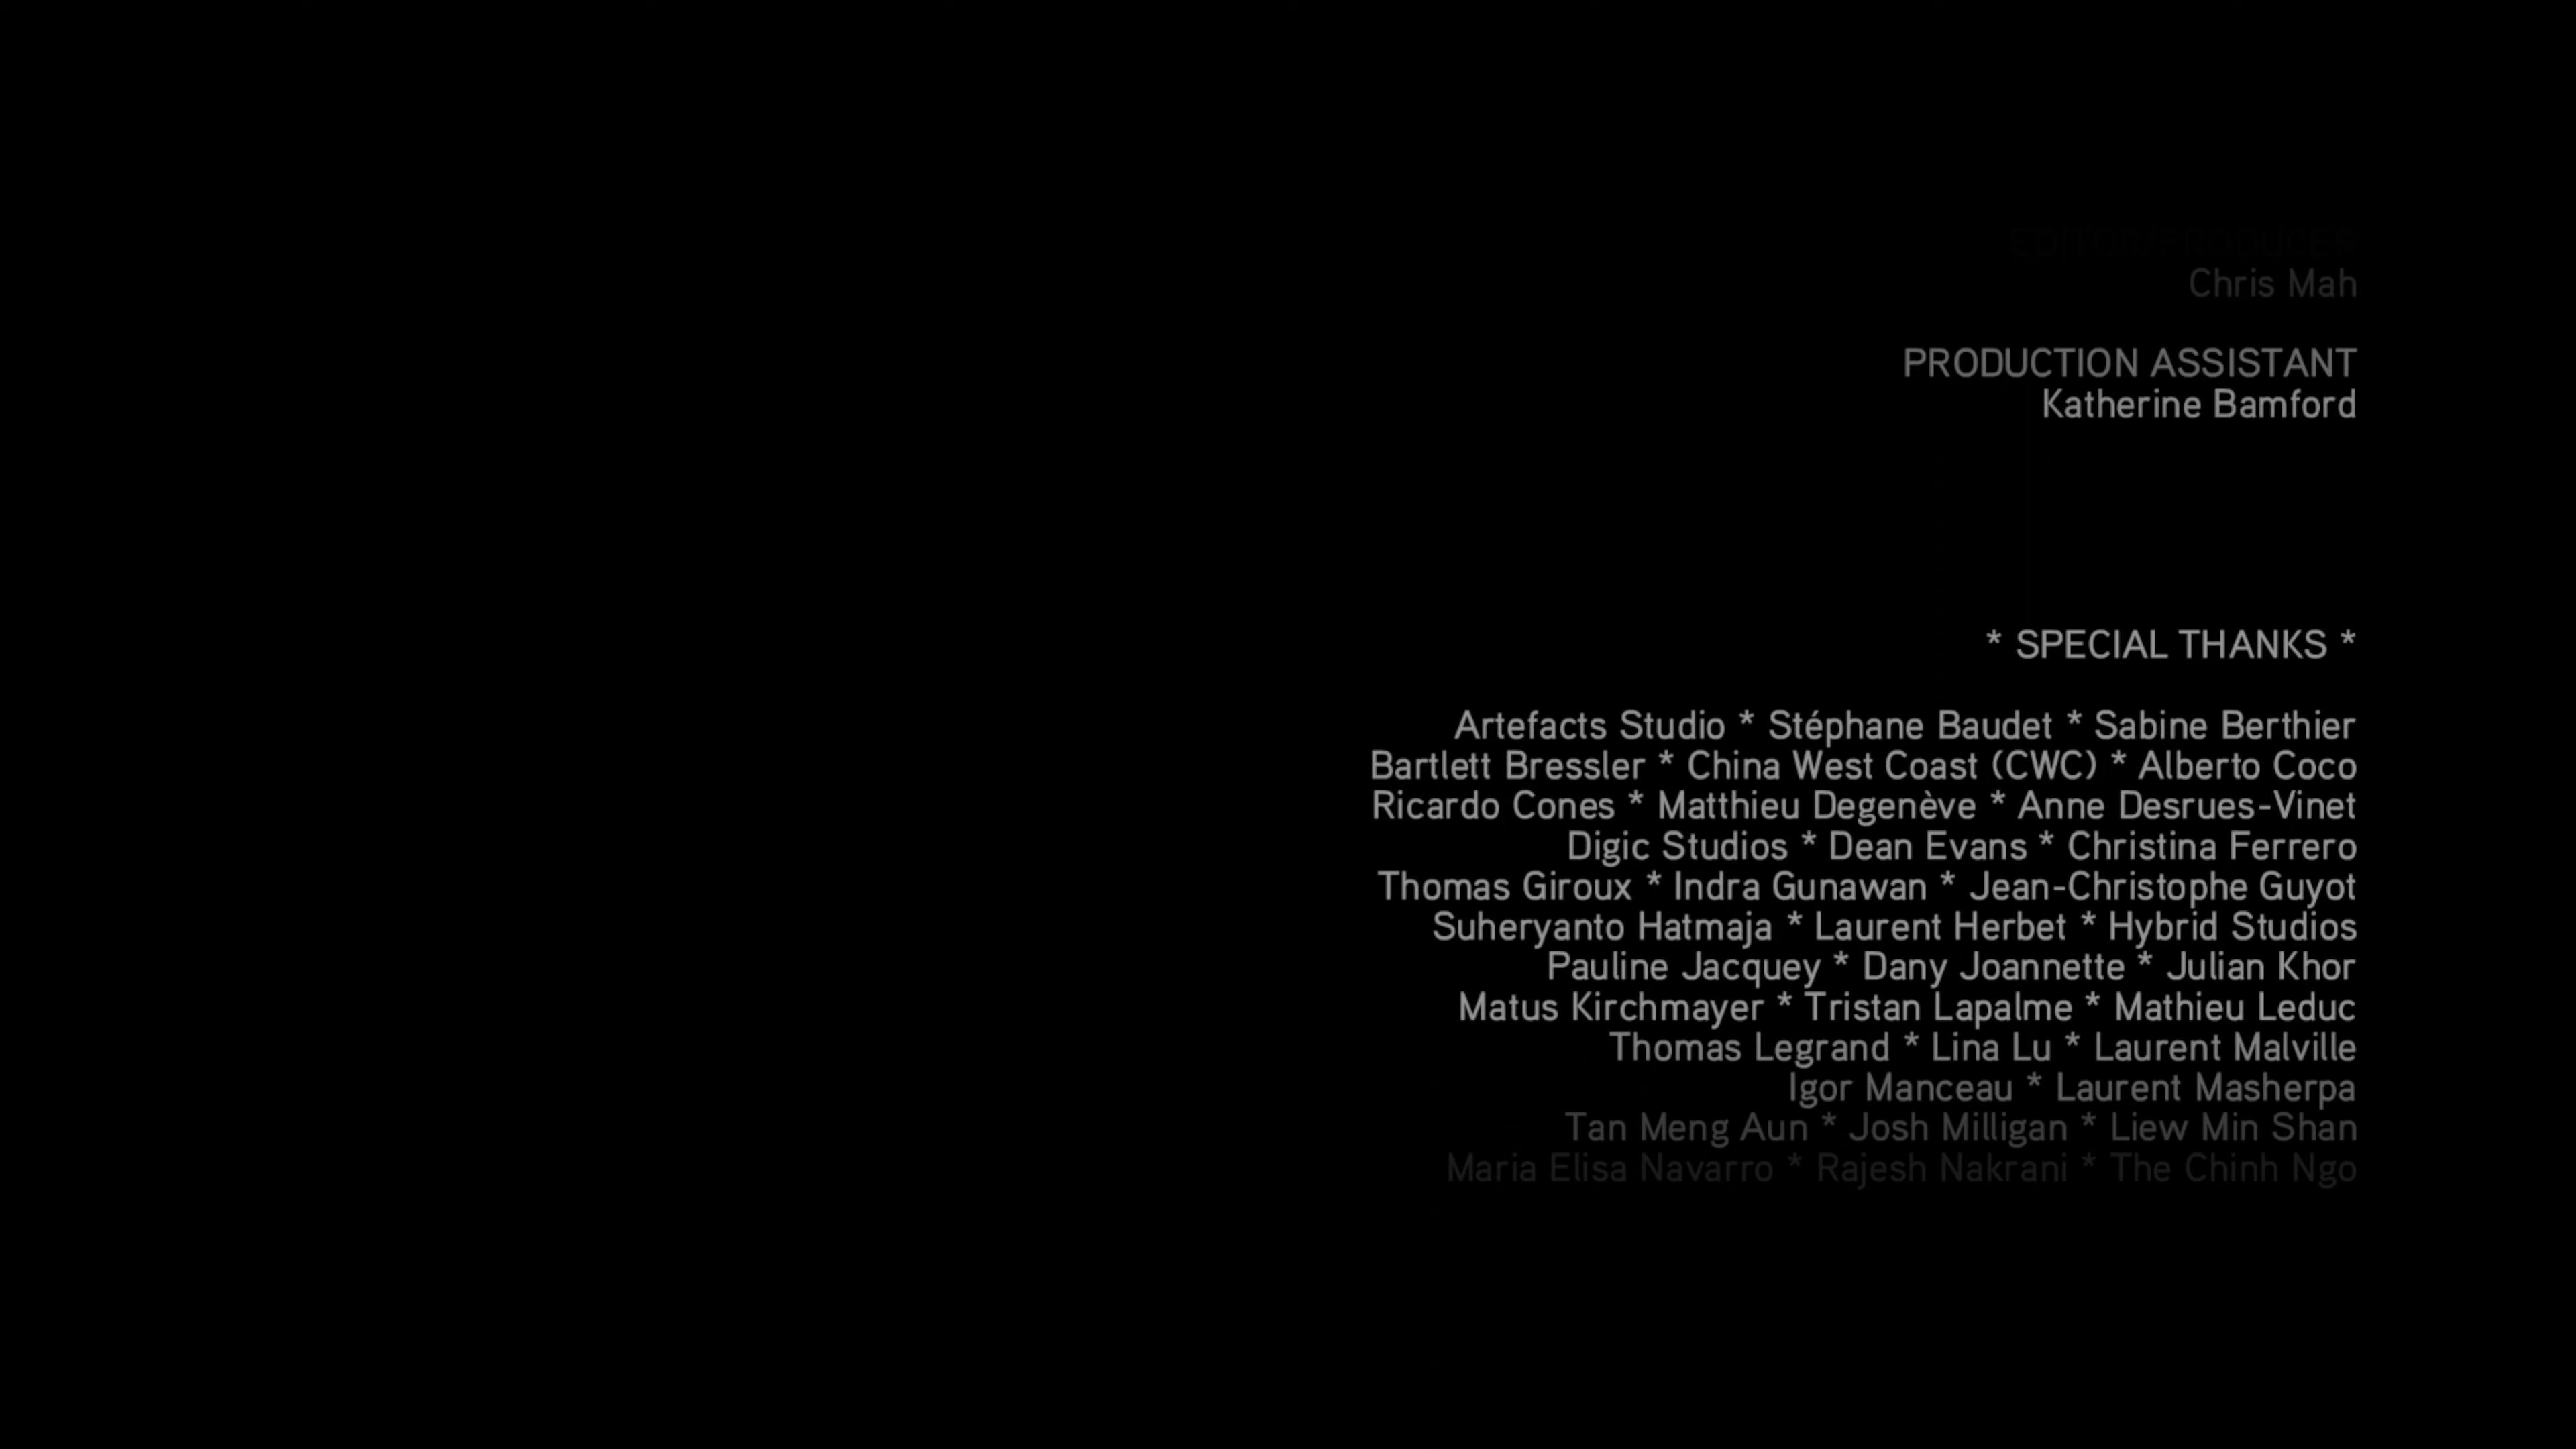 EDITOR/PRODUCER
Chris Mah
PRODUCTION ASSISTANT
Katherine Bamford
* SPECIAL THANKS *
Artefacts Studio * Stéphane Baudet * Sabine Berthier
Bartlett Bressler * China West Coast (CWC) * Alberto Coco
Ricardo Cones * Matthieu Degenève * Anne Desrues-Vinet
Digic Studios * Dean Evans * Christina Ferrero
Thomas Giroux * Indra Gunawan * Jean-Christophe Guyot
Suheryanto Hatmaja * Laurent Herbet * Hybrid Studios
Pauline Jacquey * Dany Joannette * Julian Khor
Matus Kirchmayer * Tristan Lapalme * Mathieu Leduc
Thomas Legrand * Lina Lu * Laurent Malville
Igor Manceau * Laurent Masherpa
Tan Meng Aun * Josh Milligan * Liew Min Shan
Maria Elisa Navarro * Rajesh Nakrani * The Chinh Ngo